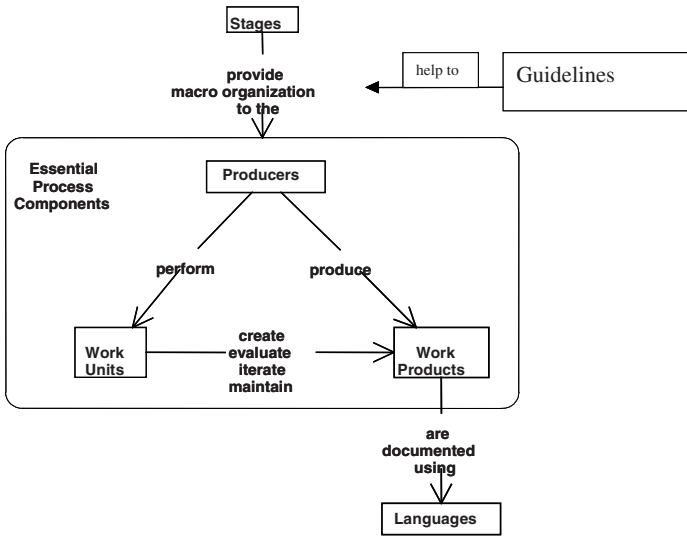 Stages
provide
macro organization
to the
help to
Guidelines
Essential
Process
Components
Producers
perform
produce
Work
Units
create
evaluate
iterate
maintain
Work
Products
are
documented
using
Languages